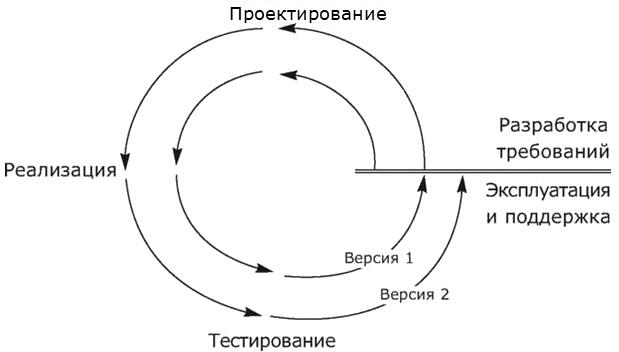 Проектирование
Разработка
требований
Реализация
Эксплуатация
и поддержка
Версия 1
Версия 2
Тестирование